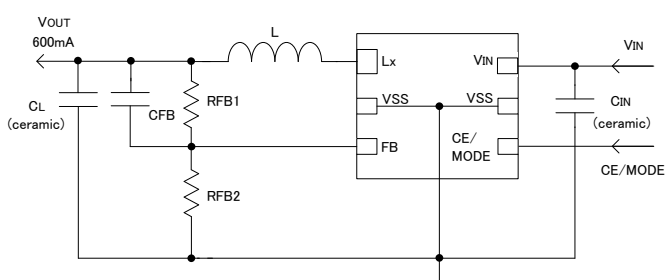 VOUT
600mA
L
LX
VIN
VIN
CL
(ceramic)
CFB
RFB1
VSS
VSS
CIN
(ceramic)
FB
CE/
MODE
CE/MODE
RFB2